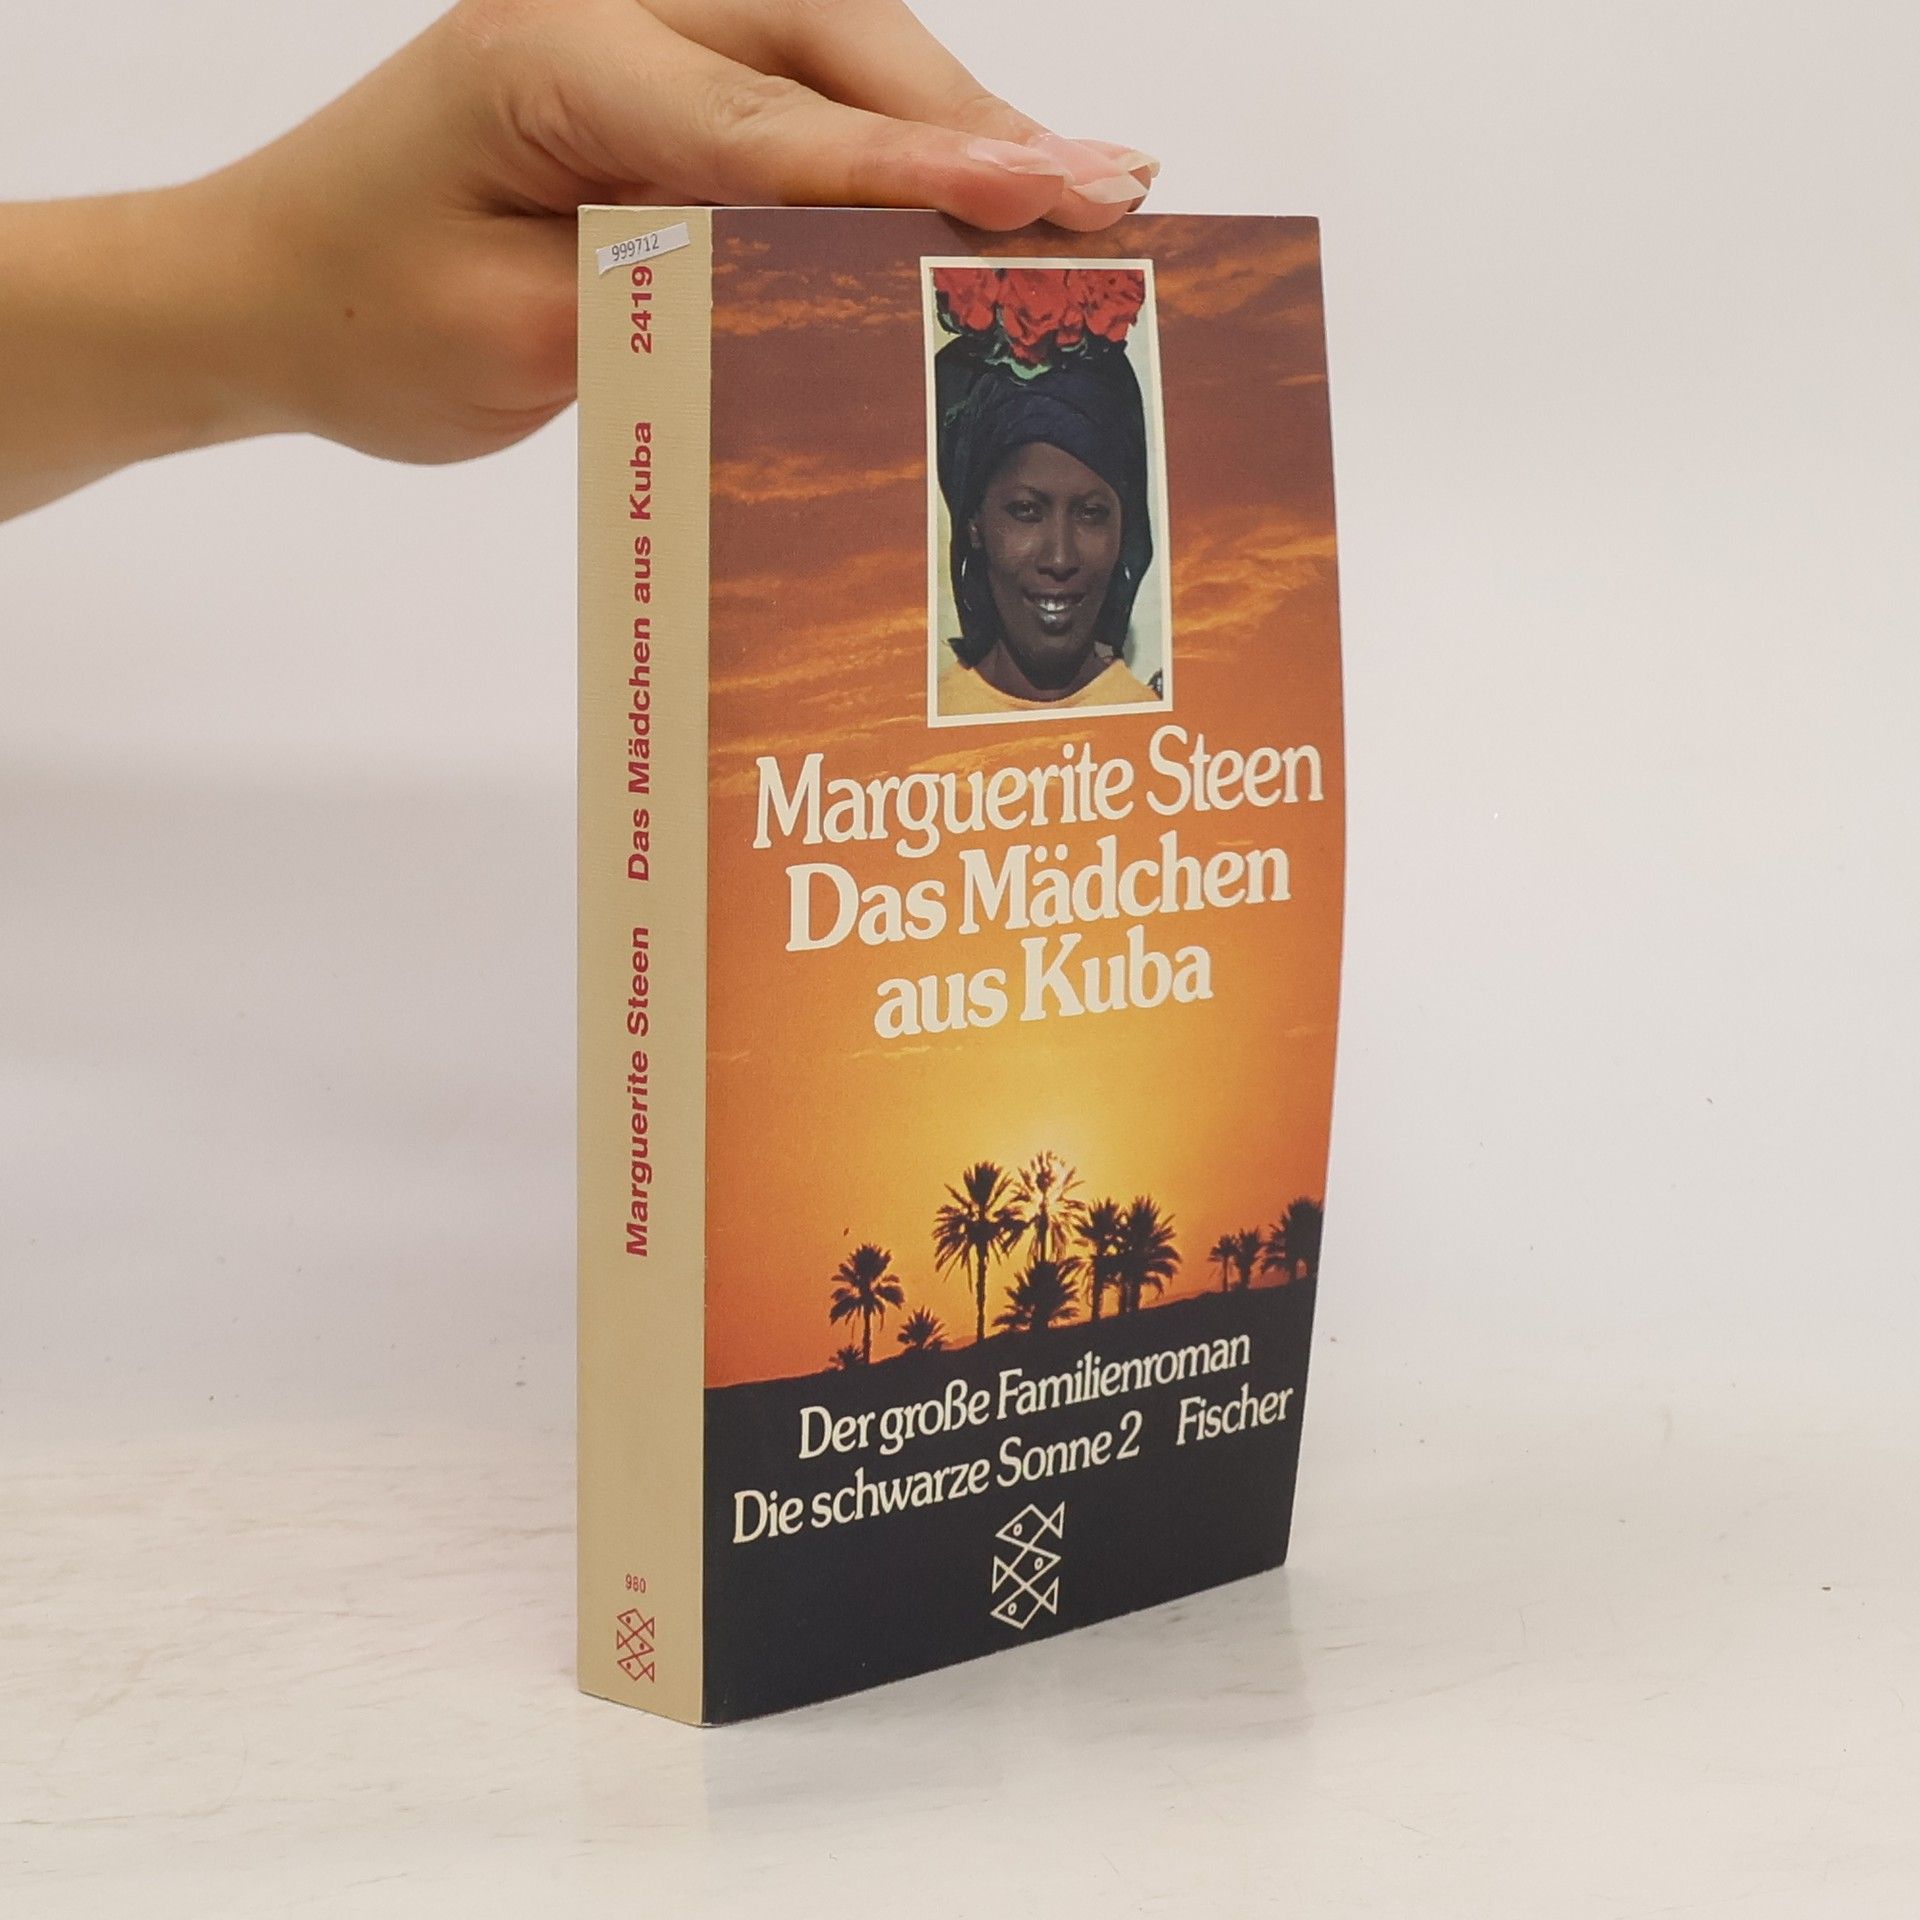 999712
Marguerite Steen Das Mädchen aus Kuba 2419
980
Marguerite Steen
Das Mädchen
aus Kuba
Der große Familienroman
Die schwarze Sonne 2 Fischer